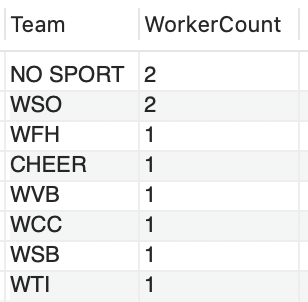 Team WorkerCount
NO SPORT 2
WSO 2
WFH 1
CHEER 1
WVB 1
WCC 1
WSB 1
WTI 1